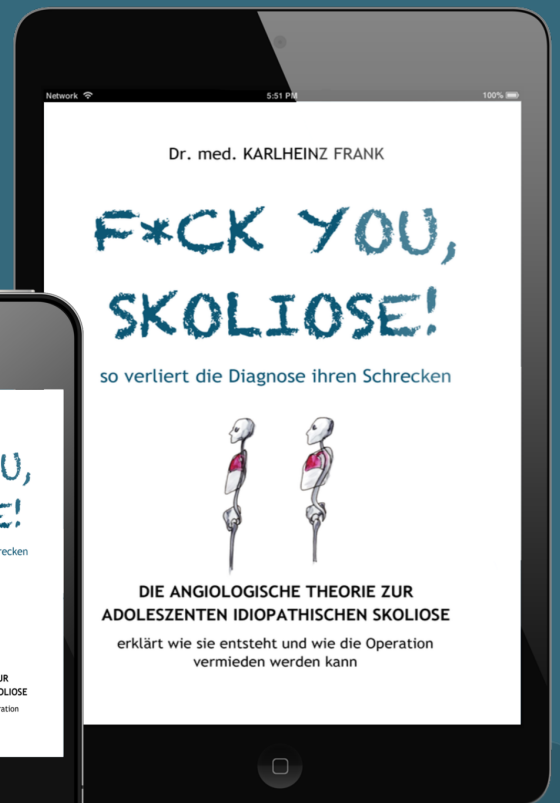 Network
5:51 PM
100%
Dr. med. KARLHEINZ FRANK
F*CK YOU,
SKOLIOSE!
so verliert die Diagnose ihren Schrecken
DIE ANGIOLOGISCHE THEORIE ZUR
ADOLESZENTEN IDIOPATHISCHEN SKOLIOSE
erklärt wie sie entsteht und wie die Operation
vermieden werden kann
U,
E!
recken
UR
OLIOSE
ration